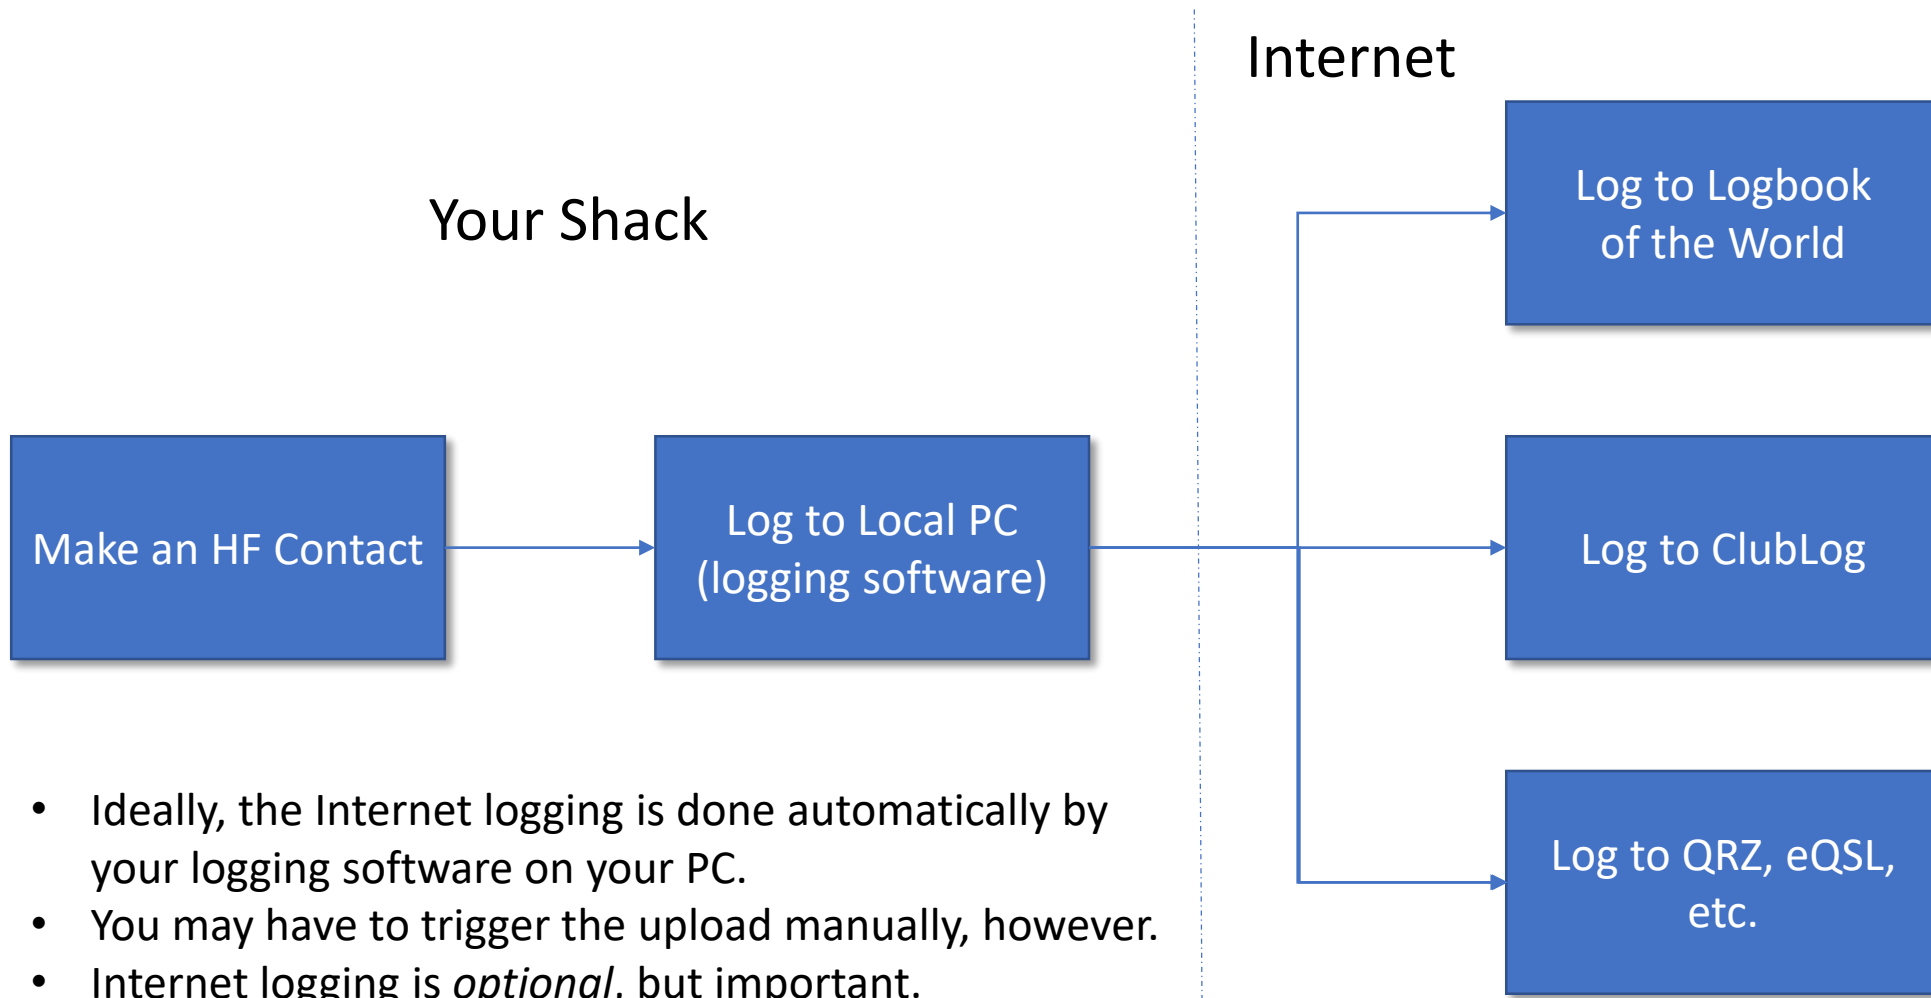 Internet
Your Shack
Log to Logbook
of the World
Make an HF Contact
Log to Local PC
(logging software)
Log to ClubLog
Log to QRZ, eQSL,
etc.
• Ideally, the Internet logging is done automatically by
your logging software on your PC.
• You may have to trigger the upload manually, however.
• Internet logging is optional, but important.